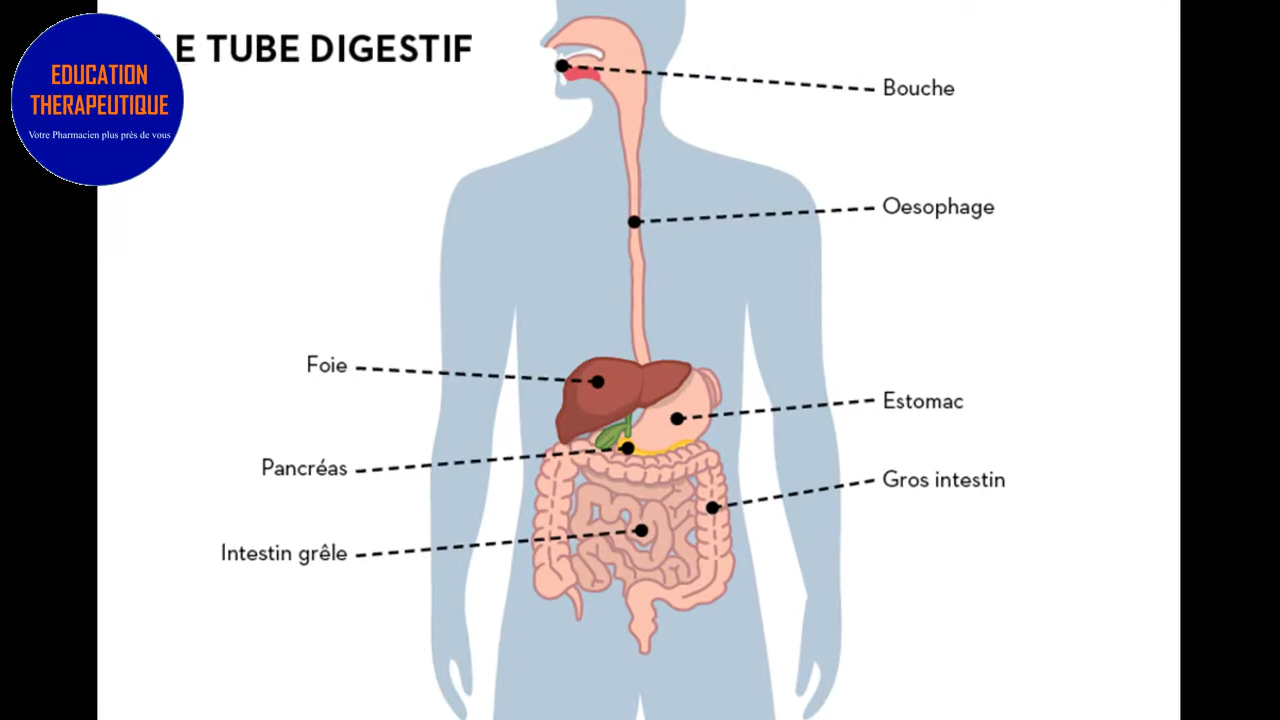 LE TUBE DIGESTIF
EDUCATION
THERAPEUTIQUE
Votre Pharmacien plus près de vous
Bouche
Oesophage
Foie
Estomac
Pancréas
Gros intestin
Intestin grêle